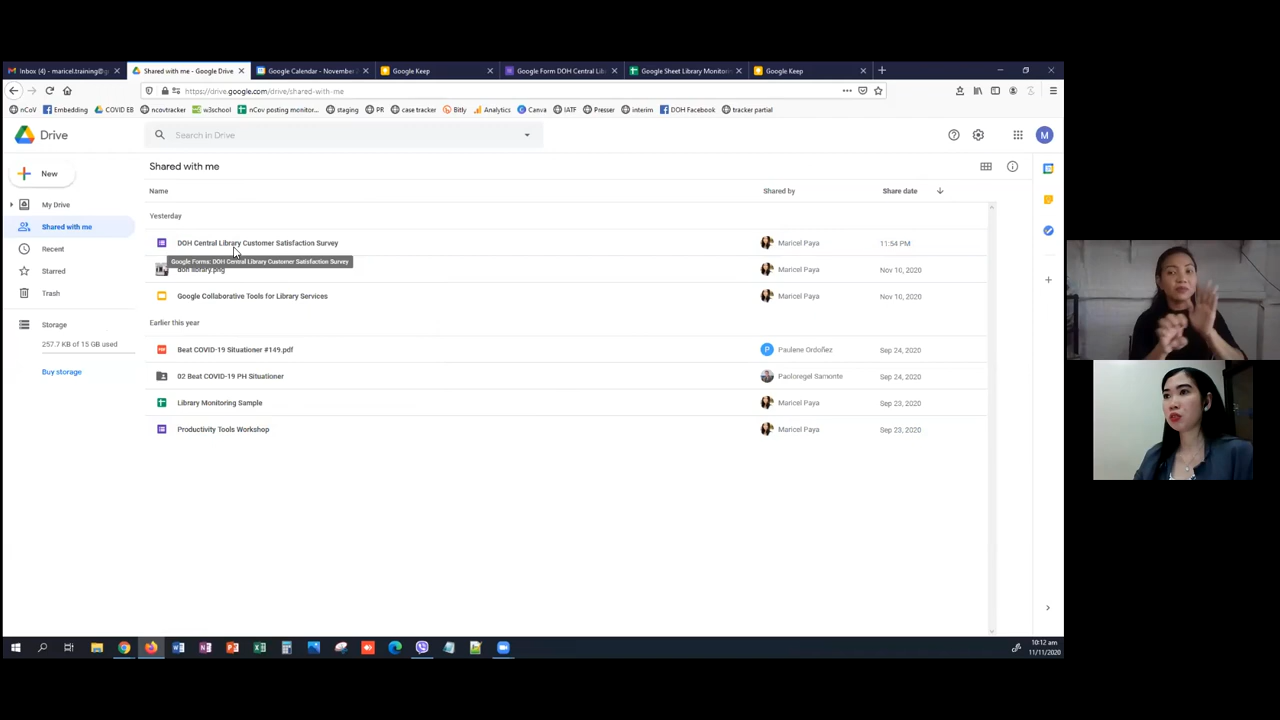 Inbox (4) - maricel.training@g
Shared with me - Google Drive
Google Calendar - November
Google Keep
Google Form DOH Central Lib
Google Sheet Library Monitori
Google Keep
https://drive.google.com/drive/shared-with-me
nCoV
Embedding
COVID EB
ncovtracker
w3school
nCov posting monitor...
staging
PR
case tracker
Bitly
Analytics
Canva
IATF
Presser
interim
DOH Facebook
tracker partial
Drive
Search in Drive
M
New
Shared with me
My Drive
Shared with me
Recent
Starred
Trash
Storage
257.7 KB of 15 GB used
Buy storage
Name
Shared by
Share date
Yesterday
DOH Central Library Customer Satisfaction Survey
Maricel Paya
11:54 PM
Google Forms: DOH Central Library Customer Satisfaction Survey
doh library.png
Maricel Paya
Nov 10, 2020
Google Collaborative Tools for Library Services
Maricel Paya
Nov 10, 2020
Earlier this year
Beat COVID-19 Situationer #149.pdf
P
Paulene Ordoñez
Sep 24, 2020
02 Beat COVID-19 PH Situationer
Paoloregel Samonte
Sep 24, 2020
Library Monitoring Sample
Maricel Paya
Sep 23, 2020
Productivity Tools Workshop
Maricel Paya
Sep 23, 2020
10:12 am
11/11/2020